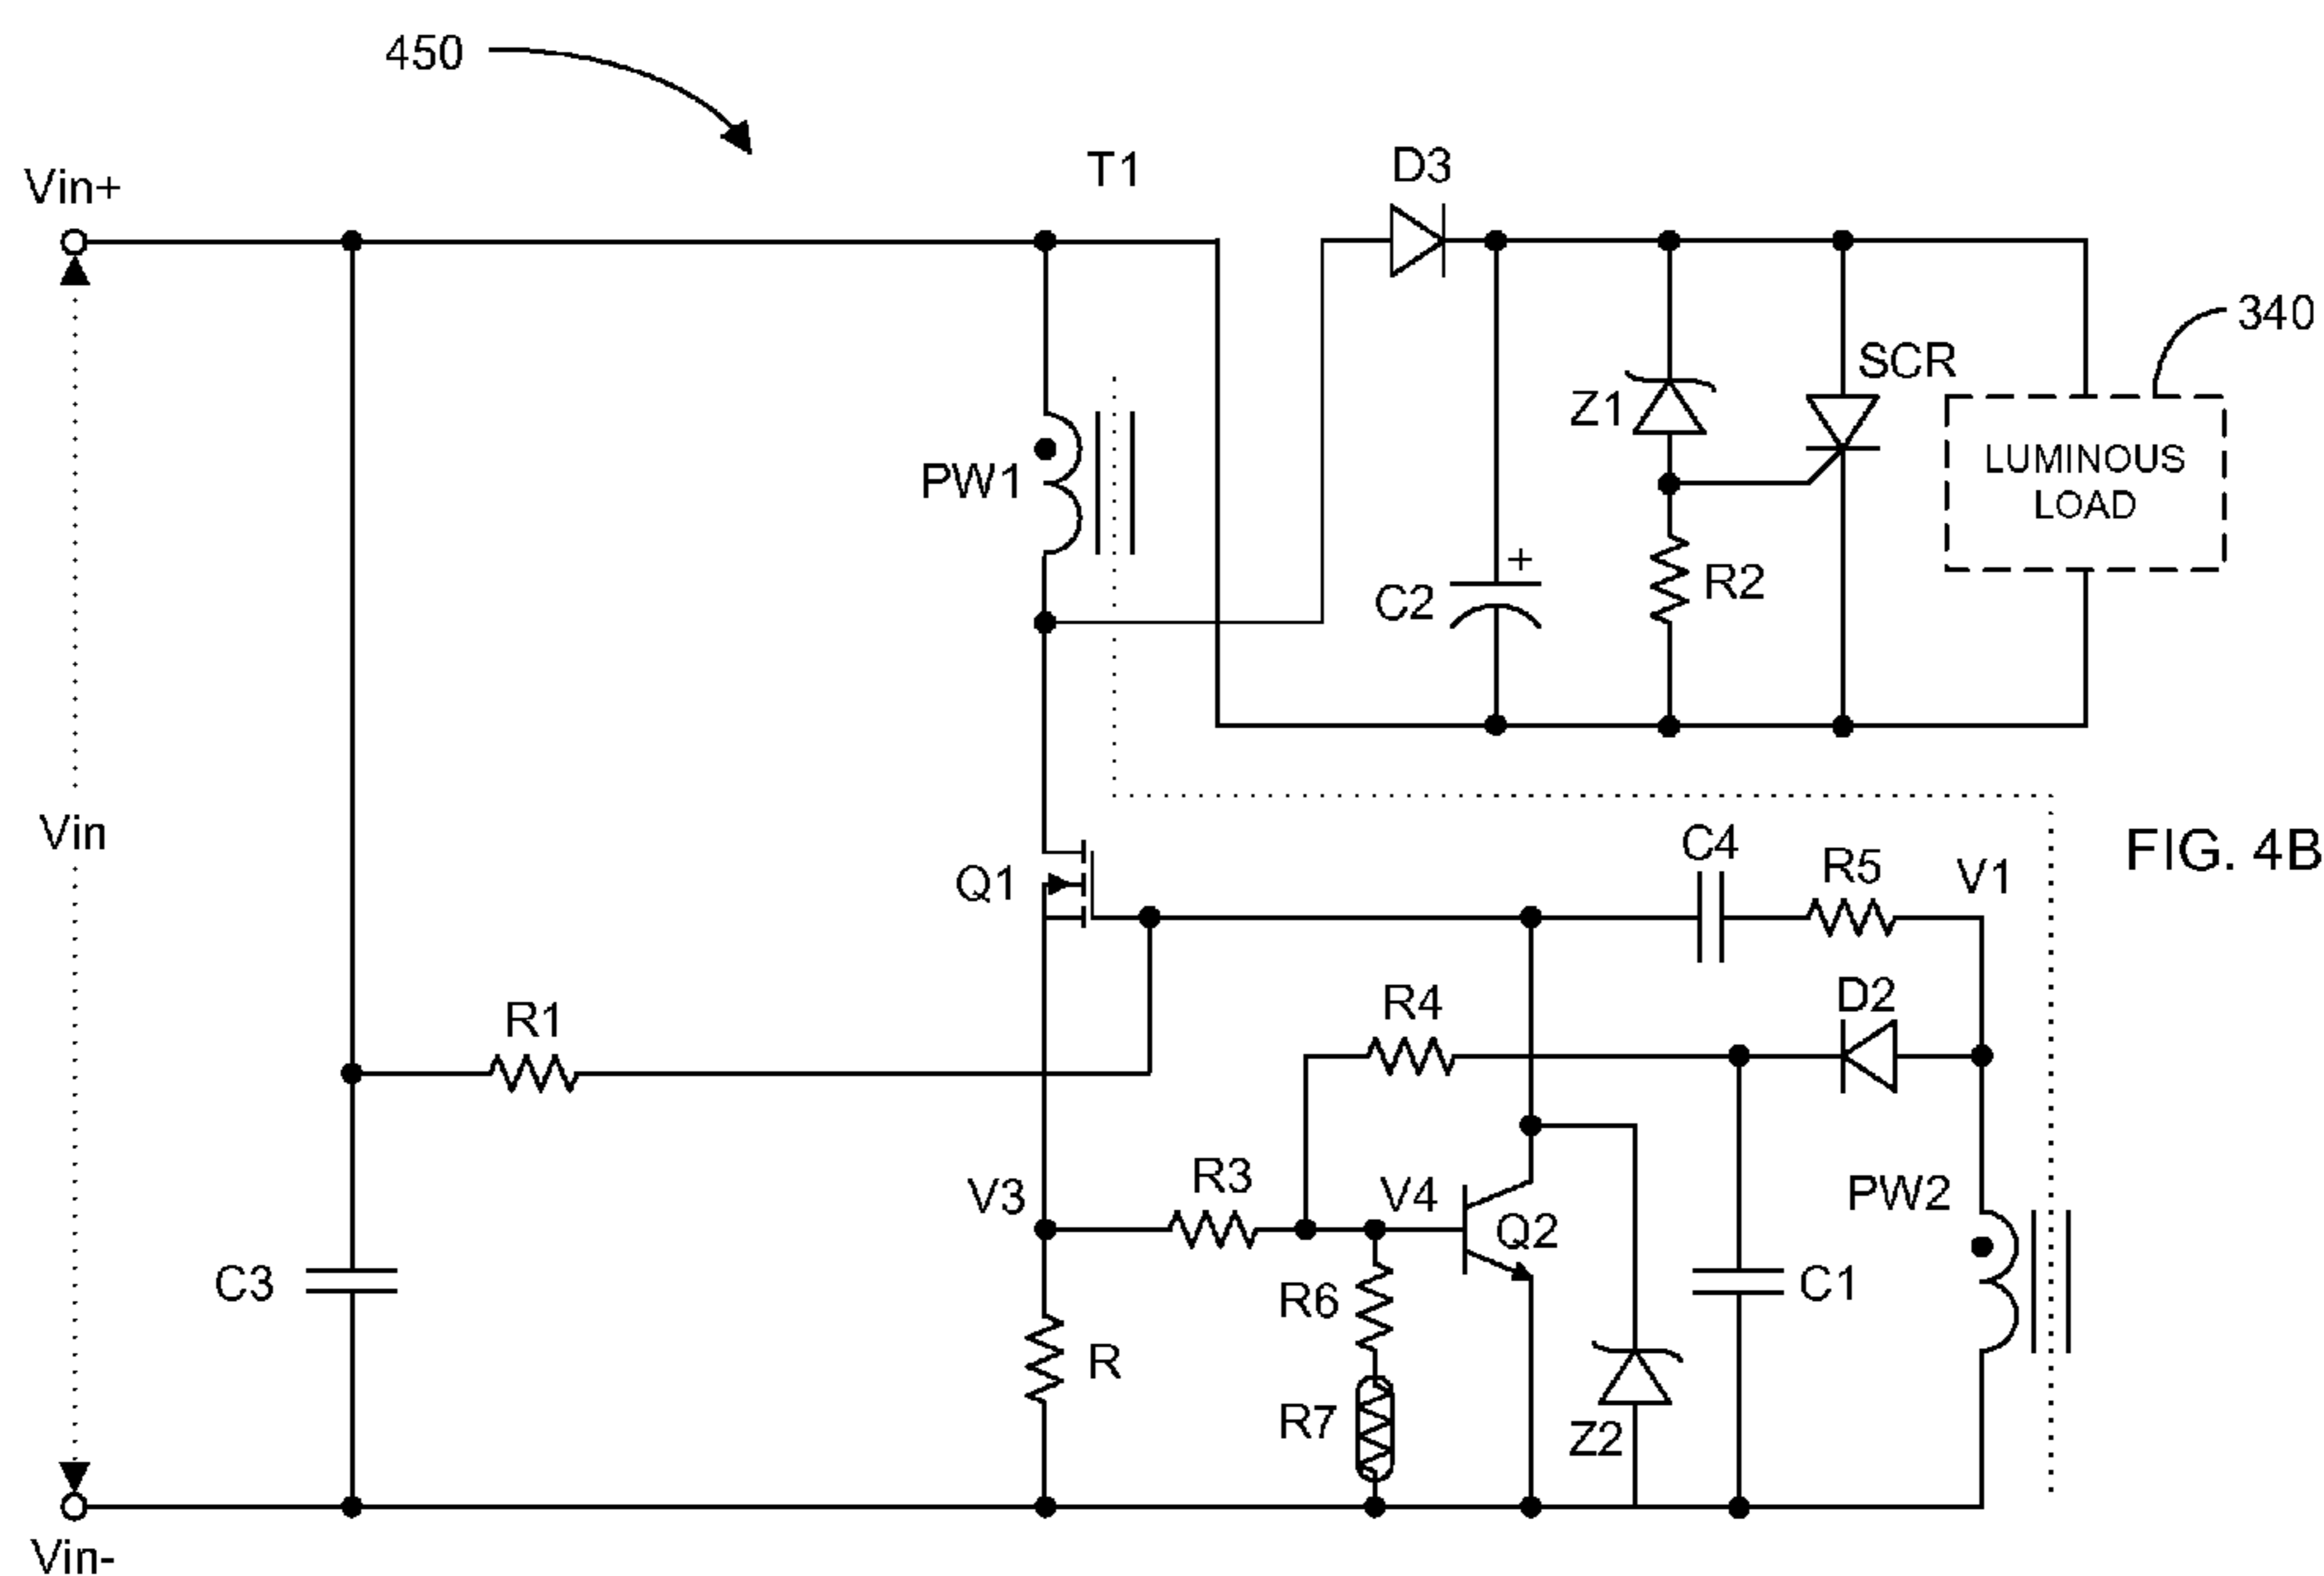 450
T1
D3
Vin+
340
SCR
Z1
LUMINOUS
LOAD
PW1
+
C2
R2
Vin
C4
FIG. 4B
R5
V1
Q1
D2
R4
R1
R3
V3
V4
PW2
Q2
C3
R6
C1
R
R7
Z2
Vin-